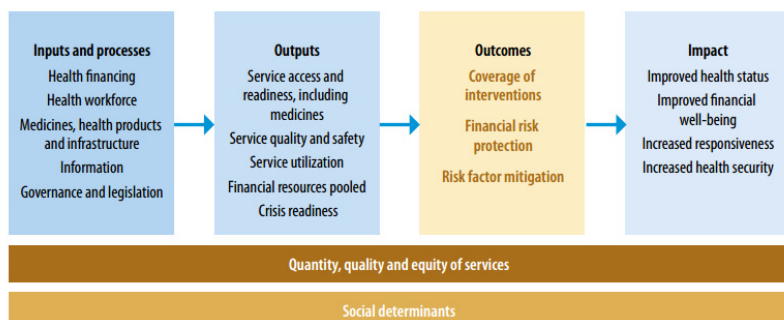 Inputs and processes
Health financing
Health workforce
Medicines, health products
and infrastructure
Information
Governance and legislation
Outputs
Service access and
readiness, including
medicines
Service quality and safety
Service utilization
Financial resources pooled
Crisis readiness
Outcomes
Coverage of
interventions
Financial risk
protection
Risk factor mitigation
Impact
Improved health status
Improved financial
well-being
Increased responsiveness
Increased health security
Quantity, quality and equity of services
Social determinants